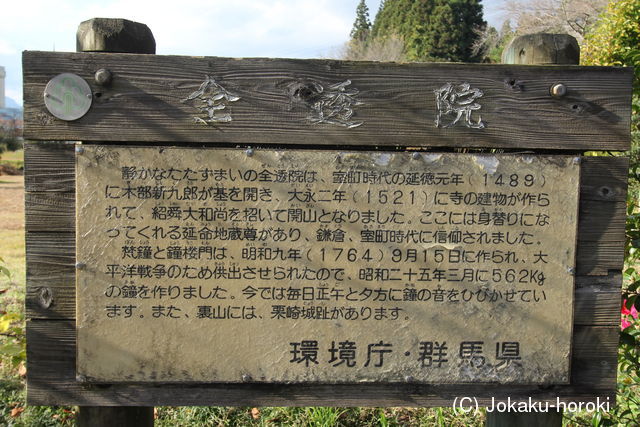 全透院
静かなたたずまいの全透院は、室町時代の延徳元年(1489)
に木部新九郎が基を開き、大永二年(1521)に寺の建物が作ら
れて、紹舜大和尚を招いて開山となりました。ここには身替りにな
ってくれる延命地蔵尊があり、鎌倉、室町時代に信仰されました。
梵鐘と鐘楼門は、明和九年(1764)9月15日に作られ、太
平洋戦争のため供出させられたので、昭和二十五年三月に562Kg
の鐘を作りました。今では毎日正午と夕方に鐘の音をひびかせてい
ます。また、裏山には、栗崎城趾があります。
環境庁・群馬県
(C) Jokaku-horoki